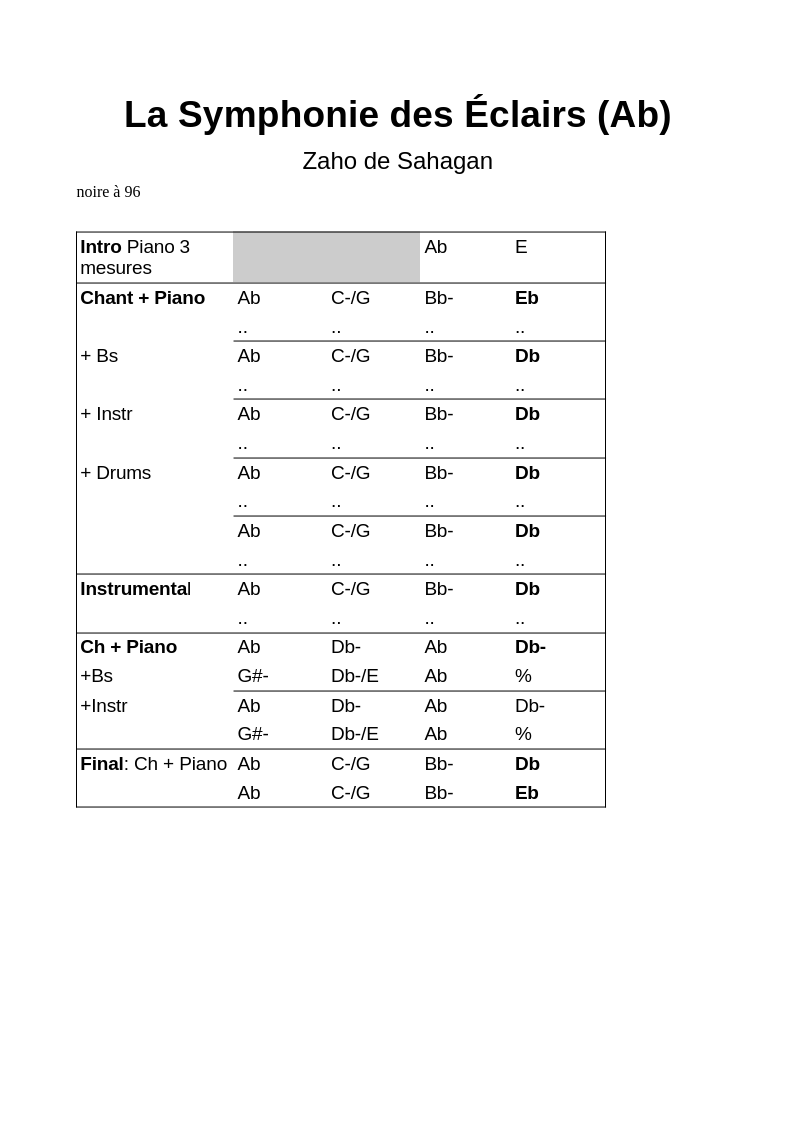 La Symphonie des Éclairs (Ab)
Zaho de Sahagan
noire à 96
Intro Piano 3 mesures Ab E
Chant + Piano Ab C-/G Bb- Eb
.. .. .. ..
+ Bs Ab C-/G Bb- Db
.. .. .. ..
+ Instr Ab C-/G Bb- Db
.. .. .. ..
+ Drums Ab C-/G Bb- Db
.. .. .. ..
Ab C-/G Bb- Db
.. .. .. ..
Instrumental Ab C-/G Bb- Db
.. .. .. ..
Ch + Piano Ab Db- Ab Db-
+Bs G#- Db-/E Ab %
+Instr Ab Db- Ab Db-
G#- Db-/E Ab %
Final: Ch + Piano Ab C-/G Bb- Db
Ab C-/G Bb- Eb